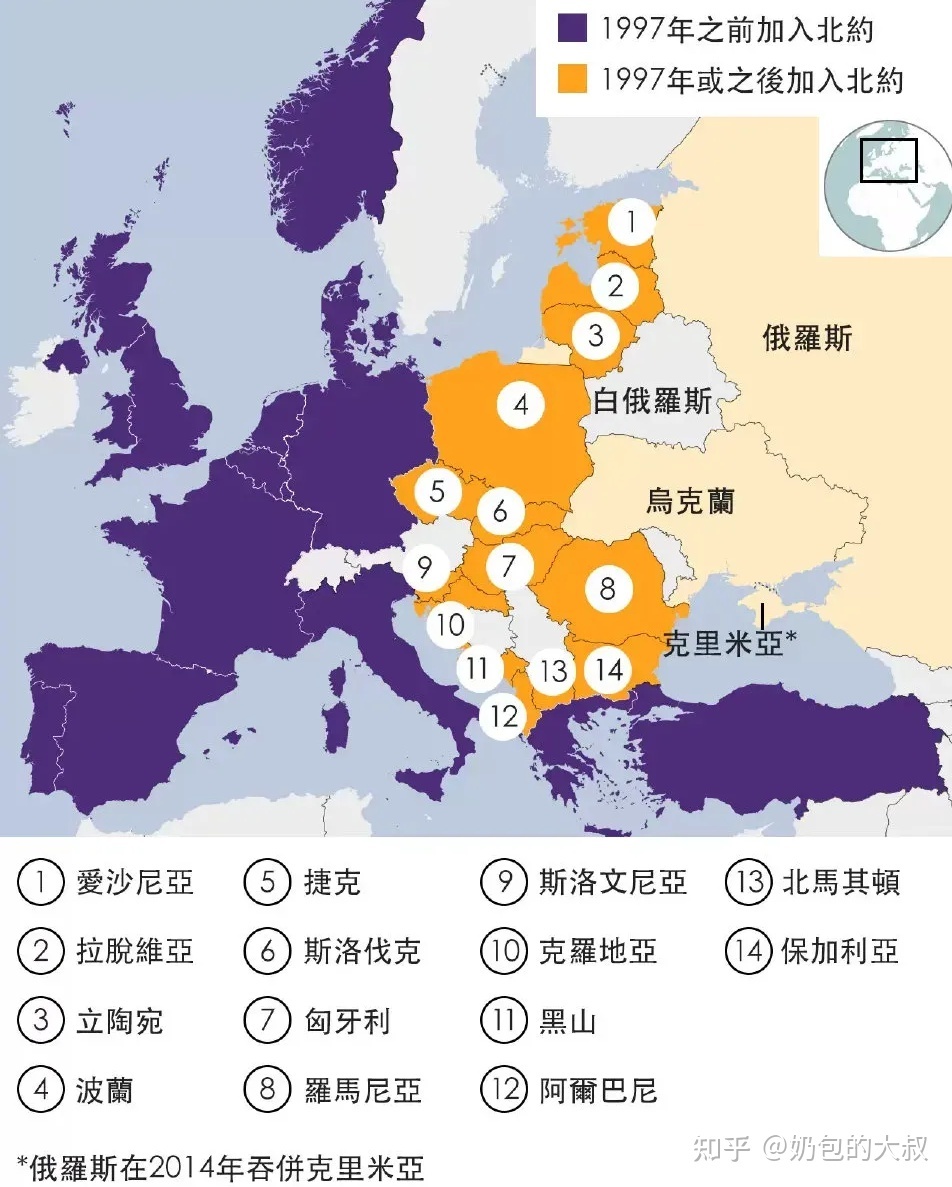 1997年之前加入北約
1997年或之後加入北約
1
2
3
俄羅斯
4
白俄羅斯
5
6
烏克蘭
9
7
8
10
克里米亞*
11
13
14
12
1 愛沙尼亞
5 捷克
9 斯洛文尼亞
13 北馬其頓
2 拉脫維亞
6 斯洛伐克
10 克羅地亞
14 保加利亞
3 立陶宛
7 匈牙利
11 黑山
4 波蘭
8 羅馬尼亞
12 阿爾巴尼
知乎 @奶包的大叔
*俄羅斯在2014年吞併克里米亞